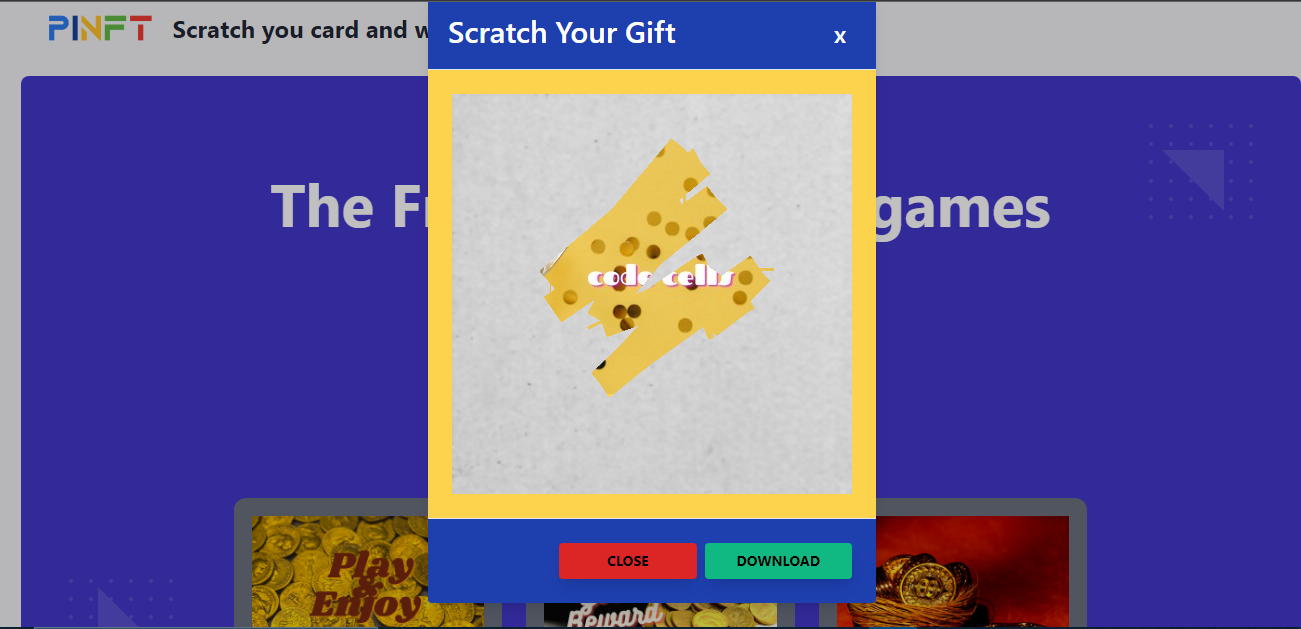 PINFT
Scratch you card and w
Scratch Your Gift
x
The Fr
games
code cells
CLOSE
DOWNLOAD
Play
&
Enjoy
Reward